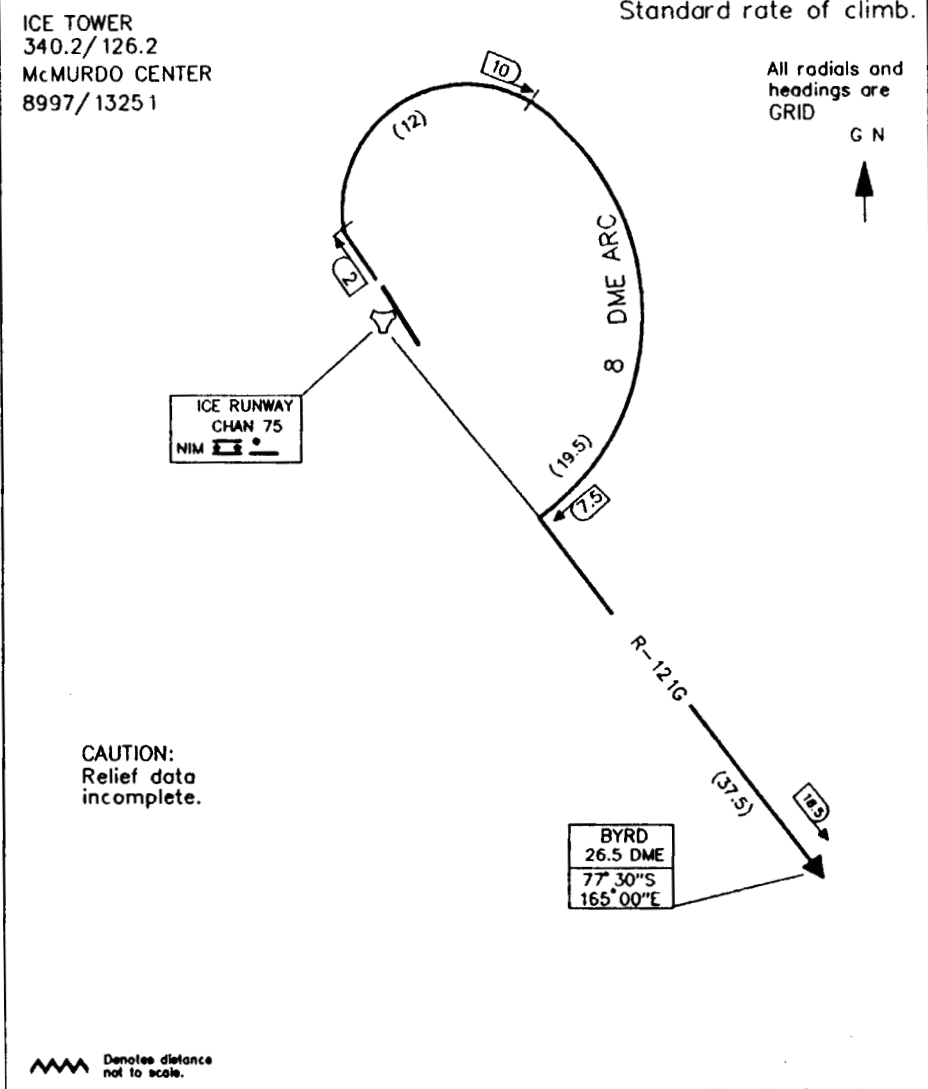 ICE TOWER
340.2/126.2
McMURDO CENTER
8997/13251
Standard rate of climb.
All radials and
headings are
GRID
G N
10
(12)
2
8 DME ARC
ICE RUNWAY
CHAN 75
NIM
(19.5)
7.5
R-121G
CAUTION:
Relief data
incomplete.
(37.5)
18.5
BYRD
26.5 DME
77°30"S
165°00"E
Denotes distance
not to scale.